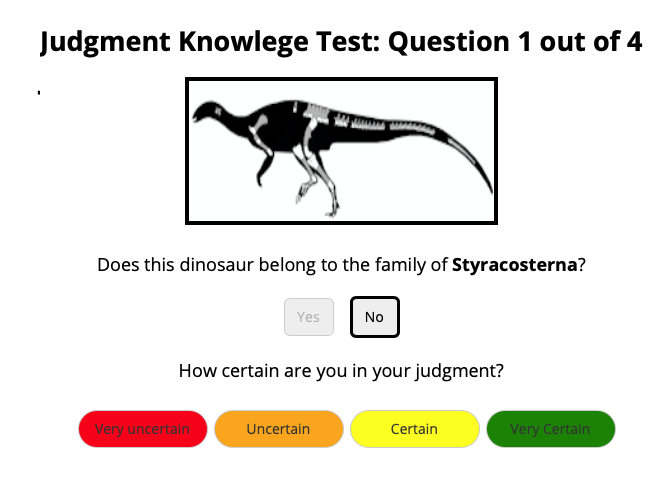 Judgment Knowlege Test: Question 1 out of 4
Does this dinosaur belong to the family of Styracosterna?
Yes No
How certain are you in your judgment?
Very uncertain Uncertain Certain Very Certain